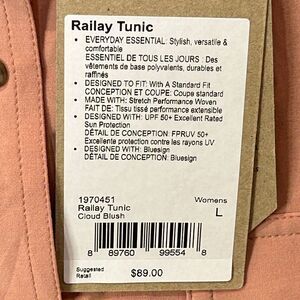 Railay Tunic
• EVERYDAY ESSENTIAL: Stylish, versatile &
comfortable
ESSENTIEL DE TOUS LES JOURS : Des
vêtements de base polyvalents, durables et
raffinés
• DESIGNED TO FIT: With A Standard Fit
CONCEPTION ET COUPE: Coupe standard
• MADE WITH: Stretch Performance Woven
FAIT DE: Tissu tissé performance extensible
• DESIGNED WITH: UPF 50+ Excellent Rated
Sun Protection
DÉTAIL DE CONCEPTION: FPRUV 50+
Excellente protection contre les rayons UV
• DESIGNED WITH: Bluesign
DÉTAIL DE CONCEPTION: Bluesign
1970451
Railay Tunic
Cloud Blush
Womens
L
8 89760 99554 8
Suggested
Retail
$89.00